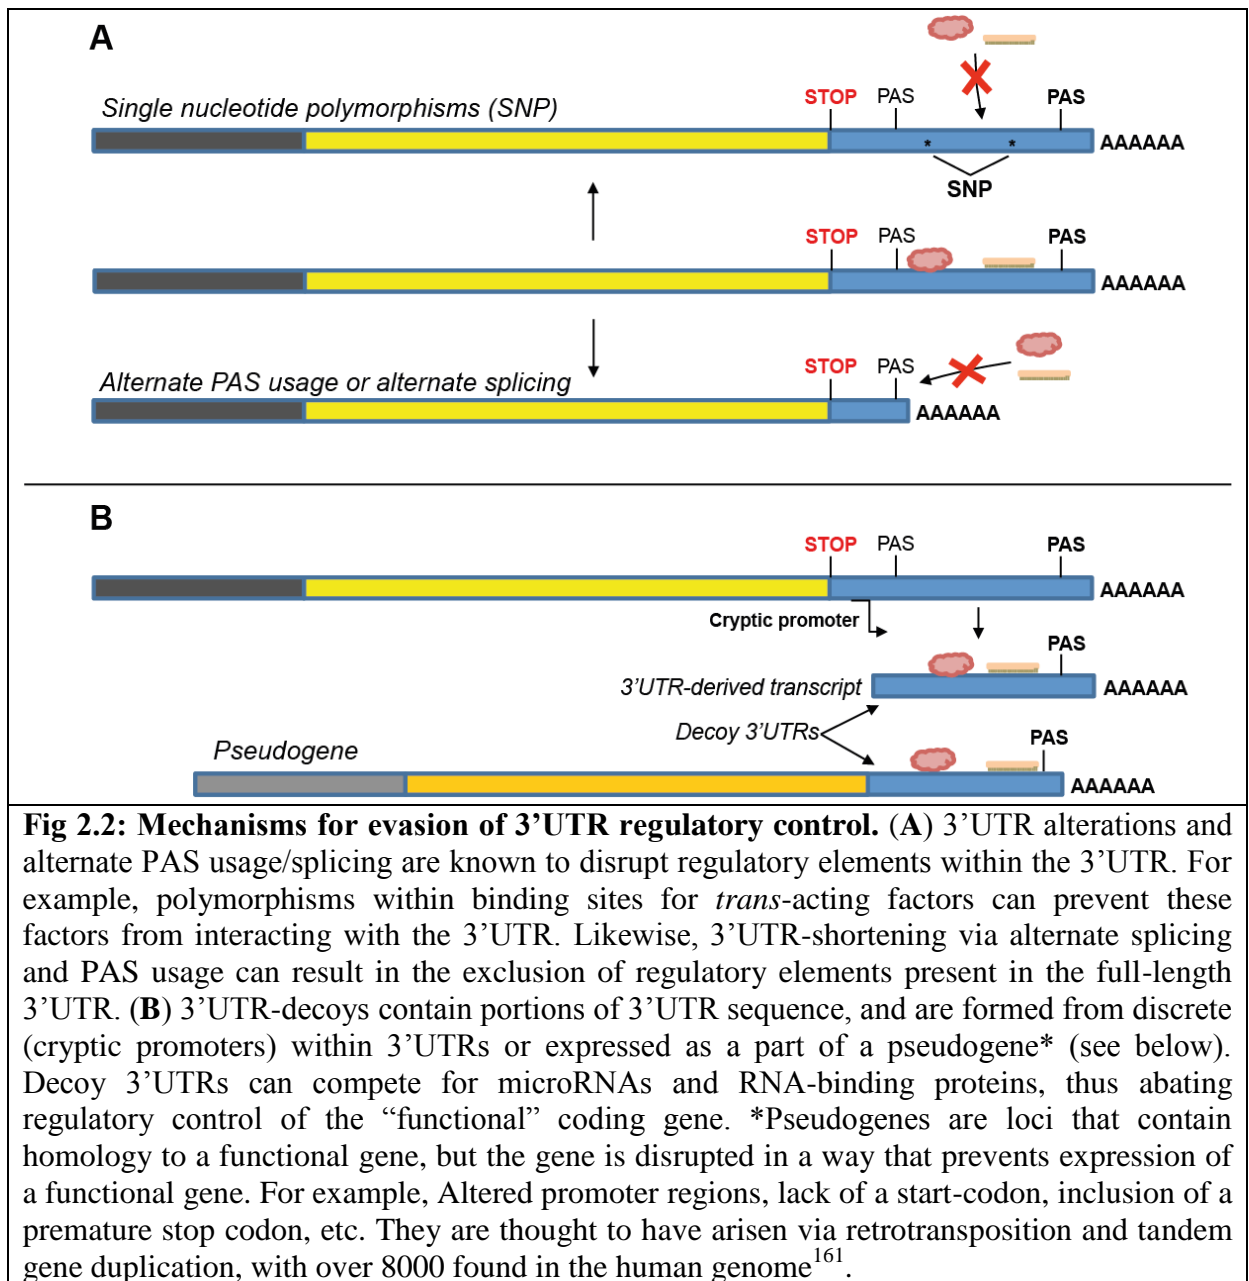 A
Single nucleotide polymorphisms (SNP)
STOP PAS PAS
* *
AAAAAA
SNP
STOP PAS PAS
AAAAAA
Alternate PAS usage or alternate splicing
STOP PAS
AAAAAA
B
STOP PAS PAS
AAAAAA
Cryptic promoter
PAS
3’UTR-derived transcript
AAAAAA
Decoy 3’UTRs
Pseudogene
PAS
AAAAAA
Fig 2.2: Mechanisms for evasion of 3’UTR regulatory control. (A) 3’UTR alterations and
alternate PAS usage/splicing are known to disrupt regulatory elements within the 3’UTR. For
example, polymorphisms within binding sites for trans-acting factors can prevent these
factors from interacting with the 3’UTR. Likewise, 3’UTR-shortening via alternate splicing
and PAS usage can result in the exclusion of regulatory elements present in the full-length
3’UTR. (B) 3’UTR-decoys contain portions of 3’UTR sequence, and are formed from discrete
(cryptic promoters) within 3’UTRs or expressed as a part of a pseudogene* (see below).
Decoy 3’UTRs can compete for microRNAs and RNA-binding proteins, thus abating
regulatory control of the “functional” coding gene. *Pseudogenes are loci that contain
homology to a functional gene, but the gene is disrupted in a way that prevents expression of
a functional gene. For example, Altered promoter regions, lack of a start-codon, inclusion of a
premature stop codon, etc. They are thought to have arisen via retrotransposition and tandem
gene duplication, with over 8000 found in the human genome161.